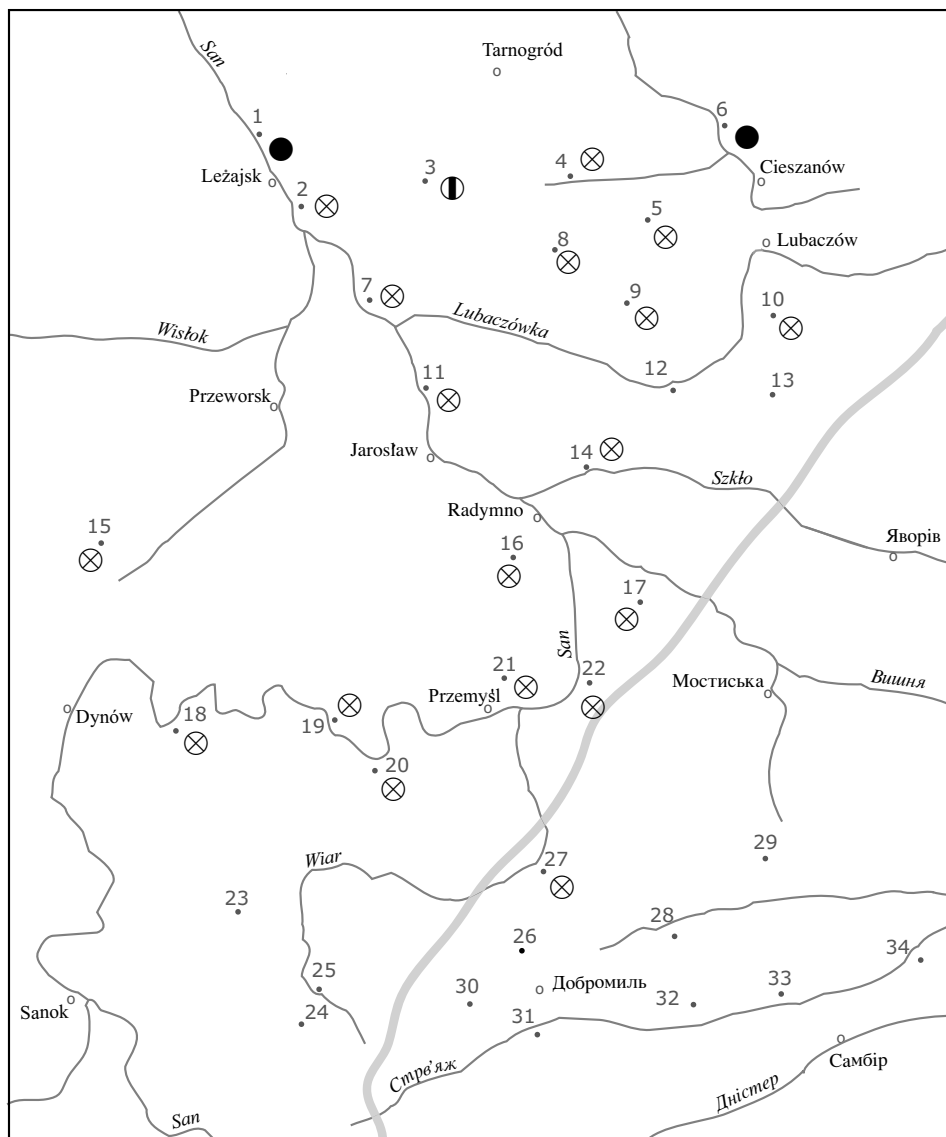 San
Tarnogród
1
6
Leżajsk
3
4
Cieszanów
2
5
8
Lubaczów
7
9
10
Lubaczówka
Wisłok
11
12
13
Przeworsk
Jarosław
14
Szkło
Radymno
15
16
Яворів
17
San
21
22
Przemyśl
Мостиська
Вишня
Dynów
18
19
20
Wiar
27
29
23
28
26
34
25
30
Добромиль
33
32
Sanok
24
31
Самбір
Стрв'яж
Дністер
San